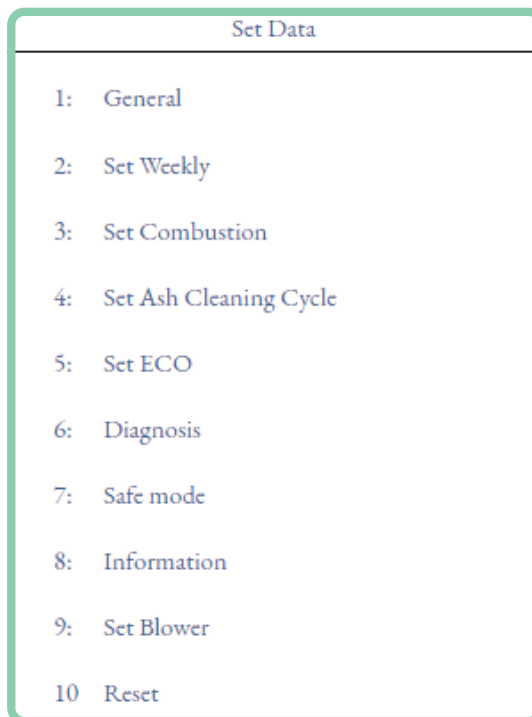 Set Data
1: General
2: Set Weekly
3: Set Combustion
4: Set Ash Cleaning Cycle
5: Set ECO
6: Diagnosis
7: Safe mode
8: Information
9: Set Blower
10 Reset